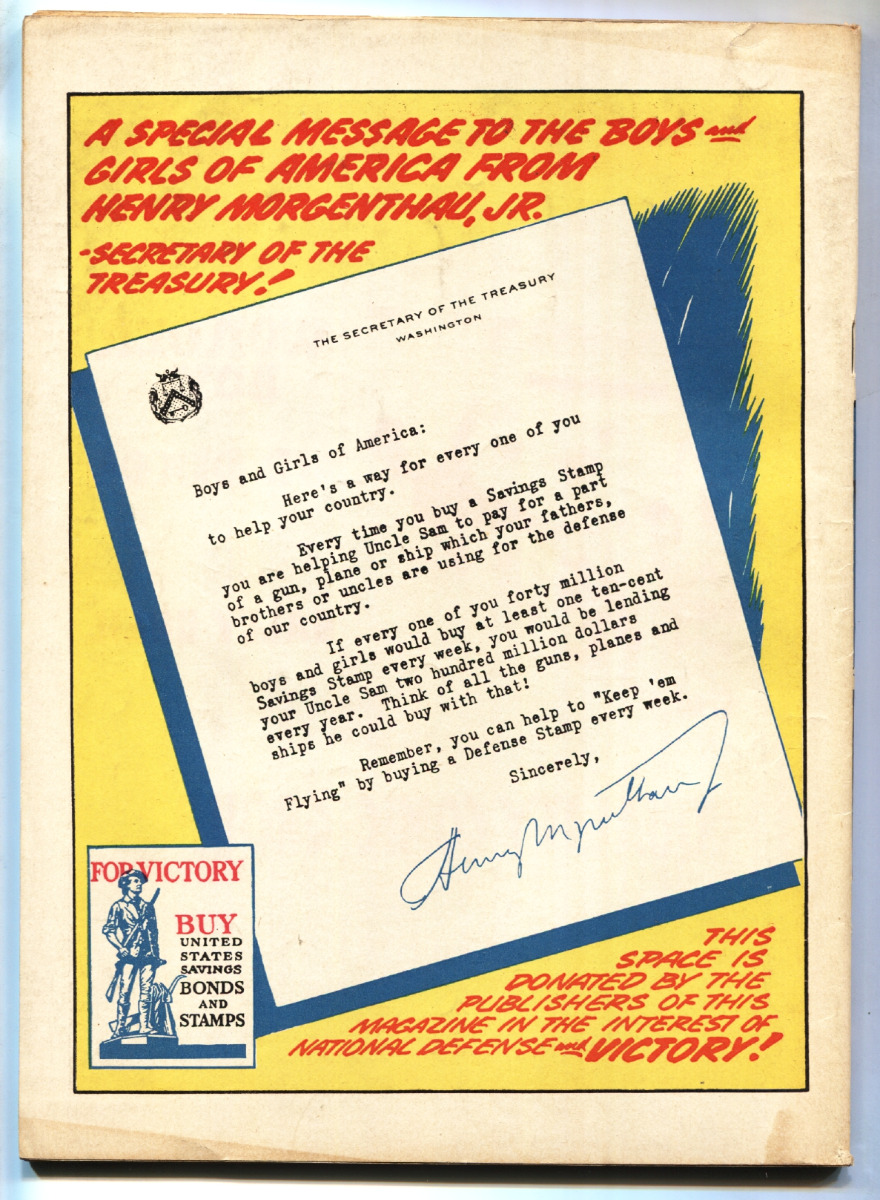 A SPECIAL MESSAGE TO THE BOYS and
GIRLS OF AMERICA FROM
HENRY MORGENTHAU, JR.
-SECRETARY OF THE
TREASURY!
THE SECRETARY OF THE TREASURY
WASHINGTON
Boys and Girls of America:
Here's a way for every one of you
to help your country.
Every time you buy a Savings Stamp
you are helping Uncle Sam to pay for a part
of a gun, plane or ship which your fathers,
brothers or uncles are using for the defense
of our country.
If every one of you forty million
boys and girls would buy at least one ten-cent
Savings Stamp every week, you would be lending
your Uncle Sam two hundred million dollars
every year. Think of all the guns, planes and
ships he could buy with that!
Remember, you can help to "Keep 'em
Flying" by buying a Defense Stamp every week.
Sincerely,
Henry Morgenthau Jr
FOR VICTORY
BUY
UNITED
STATES
SAVINGS
BONDS
AND
STAMPS
THIS
SPACE IS
DONATED BY THE
PUBLISHERS OF THIS
MAGAZINE IN THE INTEREST OF
NATIONAL DEFENSE and VICTORY!